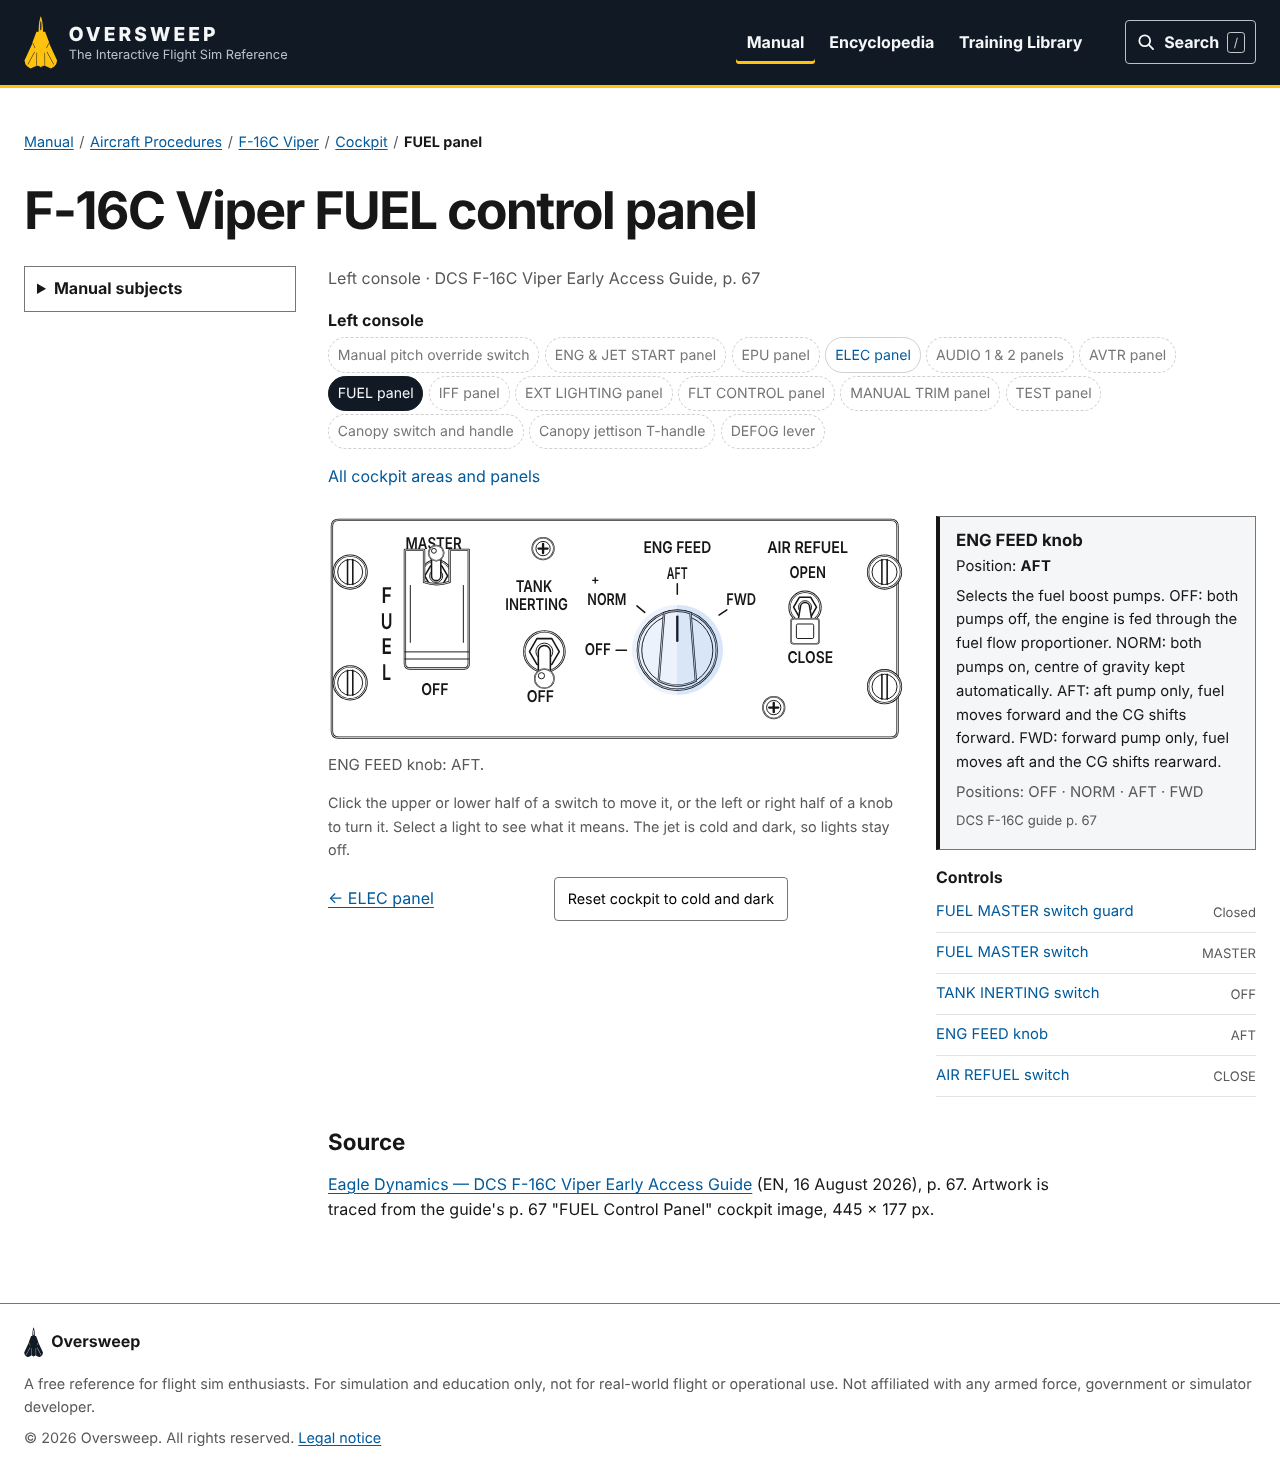 OVERSWEEP
The Interactive Flight Sim Reference
Manual
Encyclopedia
Training Library
Search /
Manual / Aircraft Procedures / F-16C Viper / Cockpit / FUEL panel
F-16C Viper FUEL control panel
Manual subjects
Left console · DCS F-16C Viper Early Access Guide, p. 67
Left console
Manual pitch override switch
ENG & JET START panel
EPU panel
ELEC panel
AUDIO 1 & 2 panels
AVTR panel
FUEL panel
IFF panel
EXT LIGHTING panel
FLT CONTROL panel
MANUAL TRIM panel
TEST panel
Canopy switch and handle
Canopy jettison T-handle
DEFOG lever
All cockpit areas and panels
FUEL
MASTER
OFF
TANK
INERTING
OFF
+
ENG FEED
AFT
NORM
FWD
OFF
AIR REFUEL
OPEN
CLOSE
ENG FEED knob: AFT.
Click the upper or lower half of a switch to move it, or the left or right half of a knob
to turn it. Select a light to see what it means. The jet is cold and dark, so lights stay
off.
← ELEC panel
Reset cockpit to cold and dark
ENG FEED knob
Position: AFT
Selects the fuel boost pumps. OFF: both
pumps off, the engine is fed through the
fuel flow proportioner. NORM: both
pumps on, centre of gravity kept
automatically. AFT: aft pump only, fuel
moves forward and the CG shifts
forward. FWD: forward pump only, fuel
moves aft and the CG shifts rearward.
Positions: OFF · NORM · AFT · FWD
DCS F-16C guide p. 67
Controls
FUEL MASTER switch guard Closed
FUEL MASTER switch MASTER
TANK INERTING switch OFF
ENG FEED knob AFT
AIR REFUEL switch CLOSE
Source
Eagle Dynamics — DCS F-16C Viper Early Access Guide (EN, 16 August 2026), p. 67. Artwork is
traced from the guide's p. 67 "FUEL Control Panel" cockpit image, 445 × 177 px.
Oversweep
A free reference for flight sim enthusiasts. For simulation and education only, not for real-world flight or operational use. Not affiliated with any armed force, government or simulator
developer.
© 2026 Oversweep. All rights reserved. Legal notice